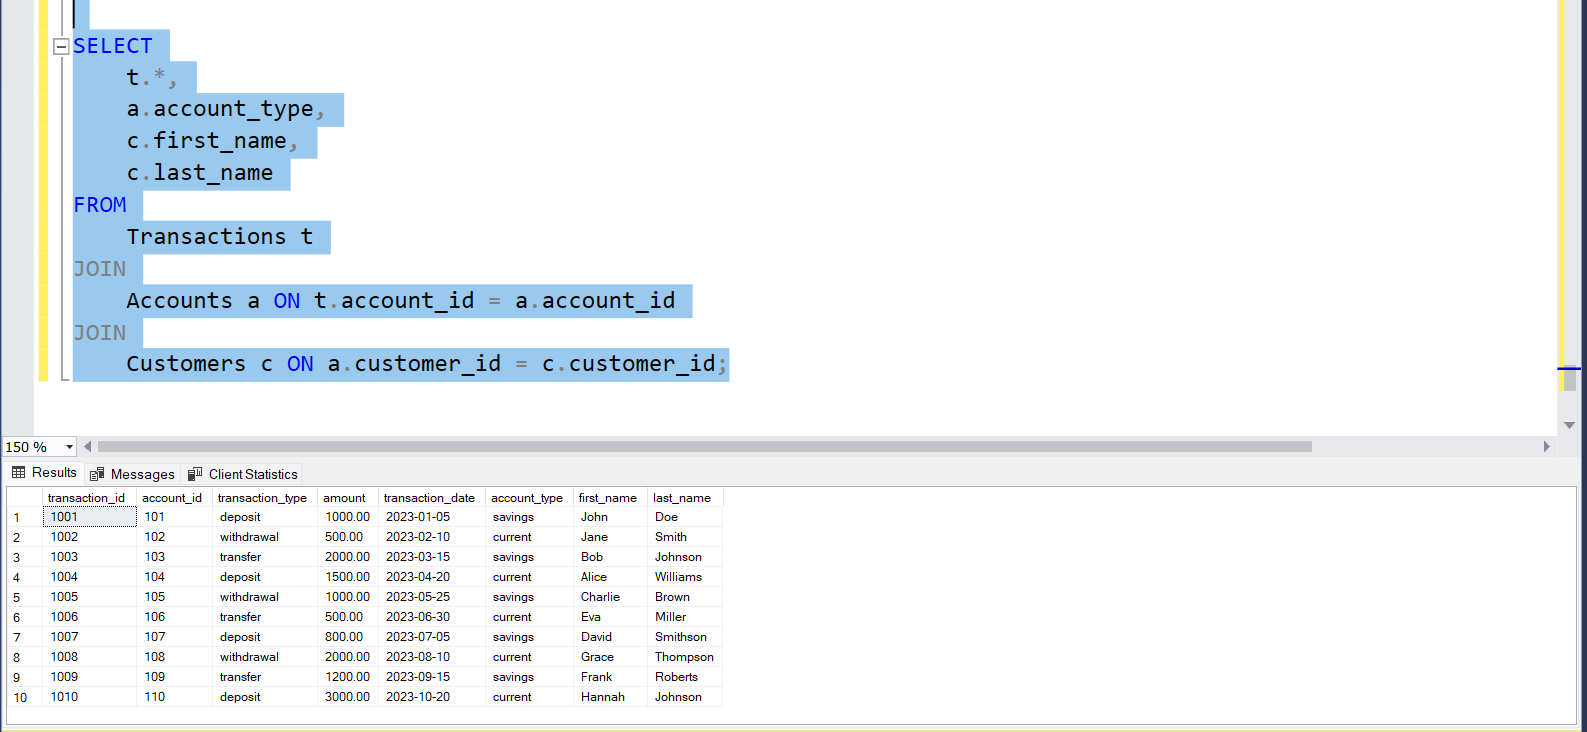 SELECT
t.*,
a.account_type,
c.first_name,
c.last_name
FROM
Transactions t
JOIN
Accounts a ON t.account_id = a.account_id
JOIN
Customers c ON a.customer_id = c.customer_id;
150 %
Results Messages Client Statistics
transaction_id account_id transaction_type amount transaction_date account_type first_name last_name
1 1001 101 deposit 1000.00 2023-01-05 savings John Doe
2 1002 102 withdrawal 500.00 2023-02-10 current Jane Smith
3 1003 103 transfer 2000.00 2023-03-15 savings Bob Johnson
4 1004 104 deposit 1500.00 2023-04-20 current Alice Williams
5 1005 105 withdrawal 1000.00 2023-05-25 savings Charlie Brown
6 1006 106 transfer 500.00 2023-06-30 current Eva Miller
7 1007 107 deposit 800.00 2023-07-05 savings David Smithson
8 1008 108 withdrawal 2000.00 2023-08-10 current Grace Thompson
9 1009 109 transfer 1200.00 2023-09-15 savings Frank Roberts
10 1010 110 deposit 3000.00 2023-10-20 current Hannah Johnson